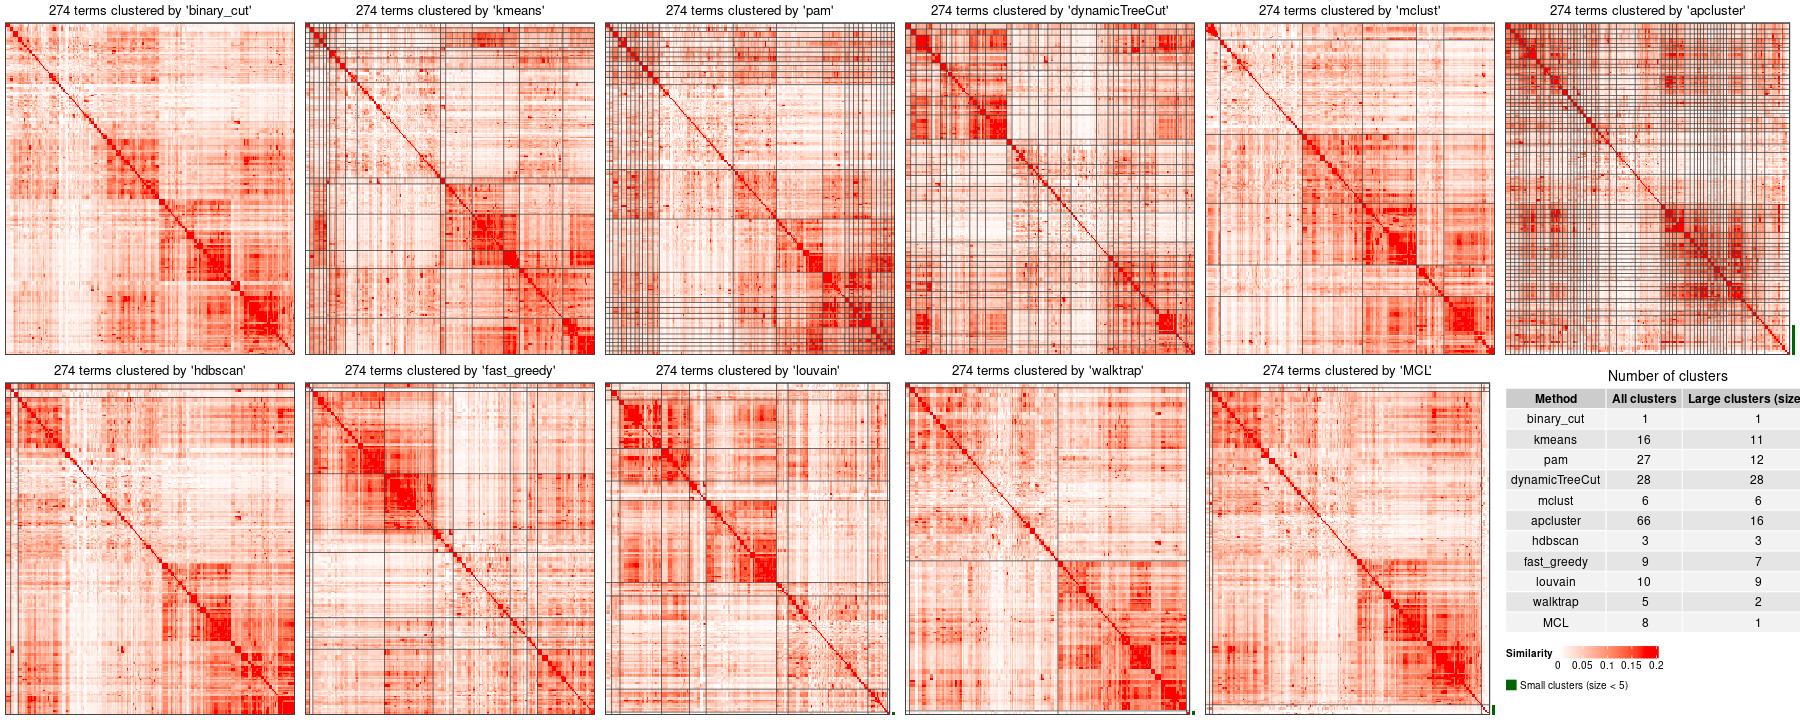 274 terms clustered by 'binary_cut'
274 terms clustered by 'kmeans'
274 terms clustered by 'pam'
274 terms clustered by 'dynamicTreeCut'
274 terms clustered by 'mclust'
274 terms clustered by 'apcluster'
274 terms clustered by 'hdbscan'
274 terms clustered by 'fast_greedy'
274 terms clustered by 'louvain'
274 terms clustered by 'walktrap'
274 terms clustered by 'MCL'
Number of clusters
Method All clusters Large clusters (size
binary_cut 1 1
kmeans 16 11
pam 27 12
dynamicTreeCut 28 28
mclust 6 6
apcluster 66 16
hdbscan 3 3
fast_greedy 9 7
louvain 10 9
walktrap 5 2
MCL 8 1
Similarity
0 0.05 0.1 0.15 0.2
Small clusters (size < 5)